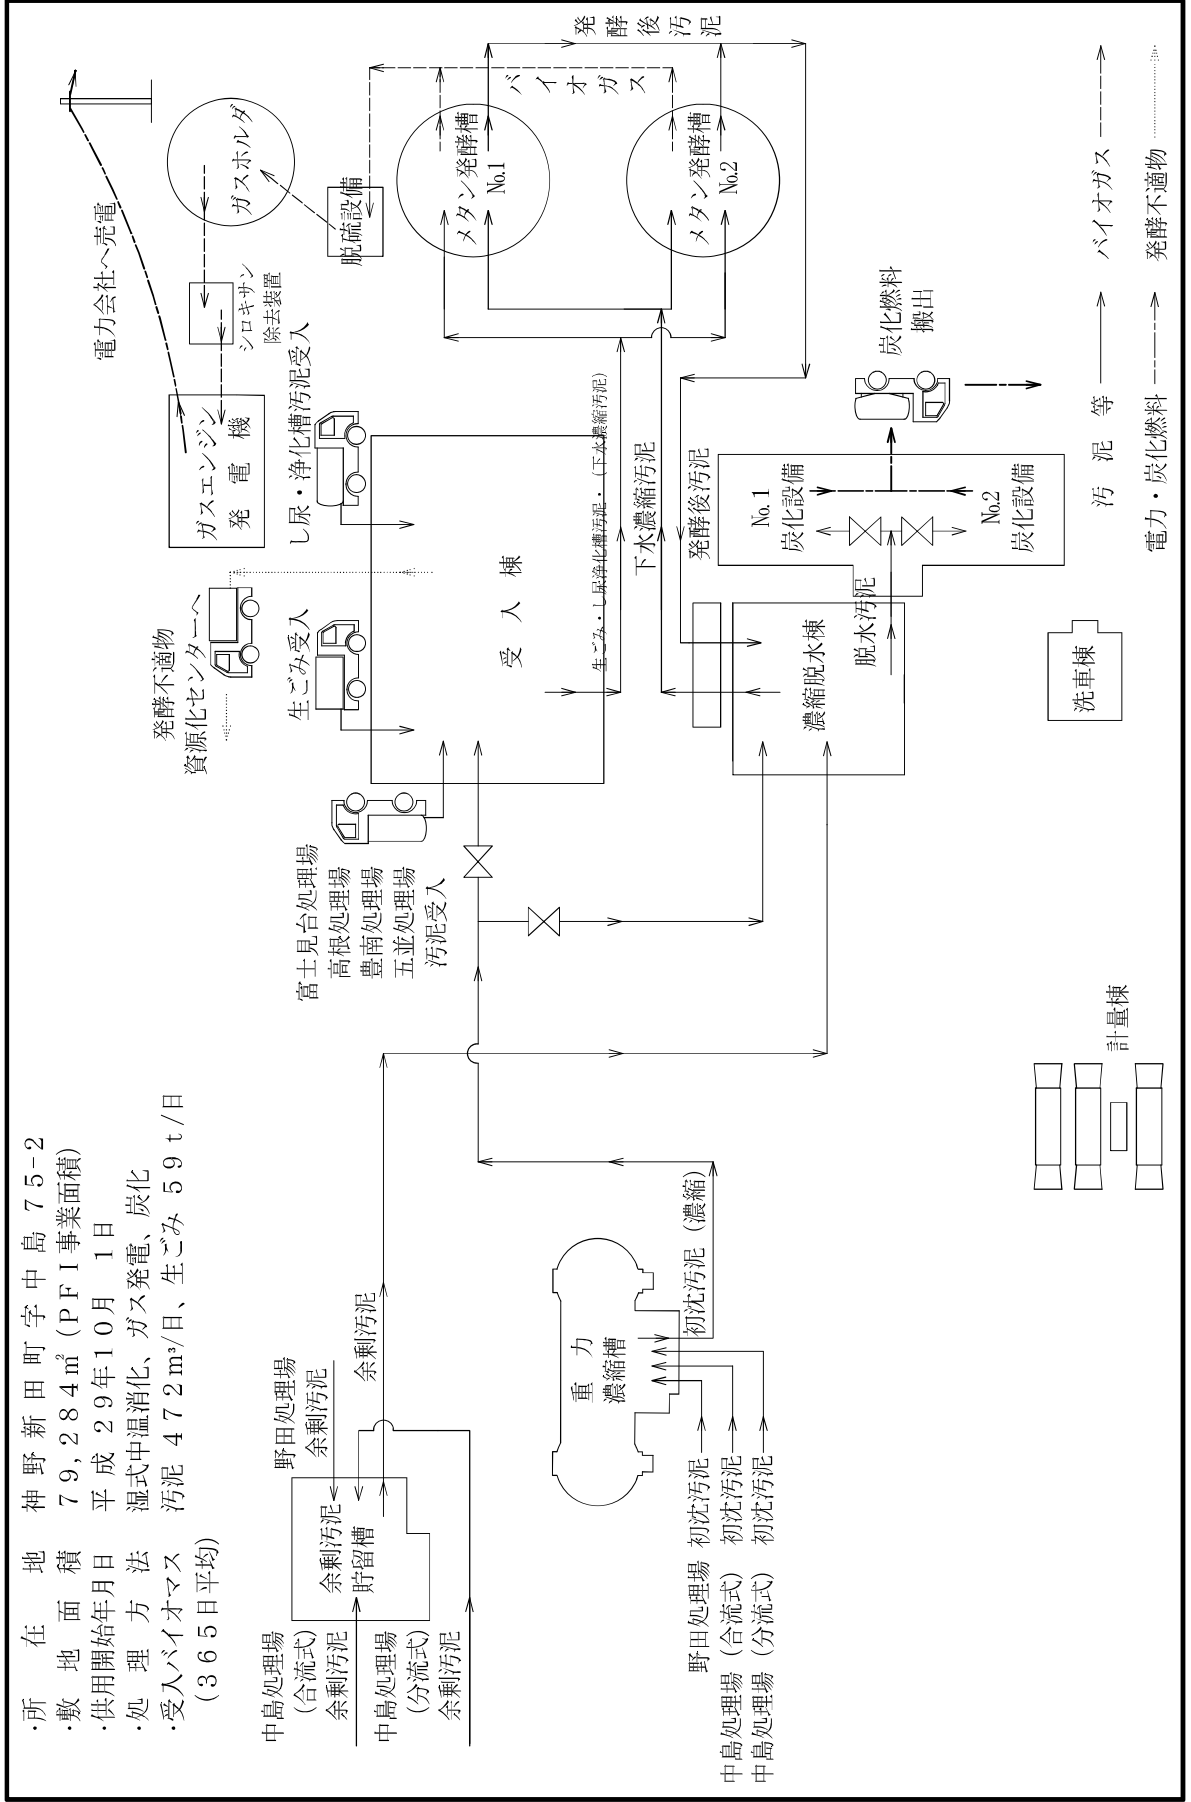 ・所在地 神野新田町字中島75-2
・敷地面積 79,284㎡(PFI事業面積)
・供用開始年月日 平成29年10月 1日
・処理方法 湿式中温消化、ガス発電、炭化
・受入バイオマス 汚泥 472㎥/日、生ごみ 59t/日
(365日平均)
中島処理場
(合流式)
余剰汚泥
中島処理場
(分流式)
余剰汚泥
余剰汚泥
貯留槽
野田処理場
余剰汚泥
余剰汚泥
重力
濃縮槽
初沈汚泥(濃縮)
野田処理場 初沈汚泥
中島処理場(合流式) 初沈汚泥
中島処理場(分流式) 初沈汚泥
富士見台処理場
高根処理場
豊南処理場
五並処理場
汚泥受入
発酵不適物
資源化センターへ
生ごみ受入
し尿・浄化槽汚泥受入
受入棟
生ごみ・し尿浄化槽汚泥・(下水濃縮汚泥)
下水濃縮汚泥
発酵後汚泥
濃縮脱水棟
脱水汚泥
No.1
炭化設備
No.2
炭化設備
炭化燃料
搬出
洗車棟
計量棟
ガスエンジン
発電機
電力会社へ売電
シロキサン
除去装置
ガスホルダ
脱硫設備
メタン発酵槽
No.1
メタン発酵槽
No.2
バイオガス
発酵後汚泥
汚泥等
バイオガス
電力・炭化燃料
発酵不適物